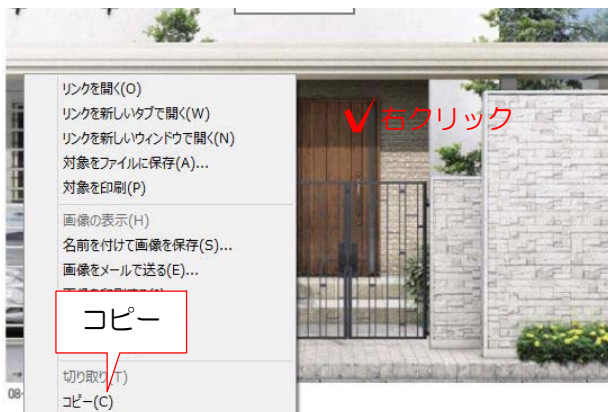 リンクを開く(O)
リンクを新しいタブで開く(W)
リンクを新しいウィンドウで開く(N)
対象をファイルに保存(A)...
対象を印刷(P)
画像の表示(H)
名前を付けて画像を保存(S)...
画像をメールで送る(E)...
切り取り(T)
コピー(C)
コピー
右クリック
08-